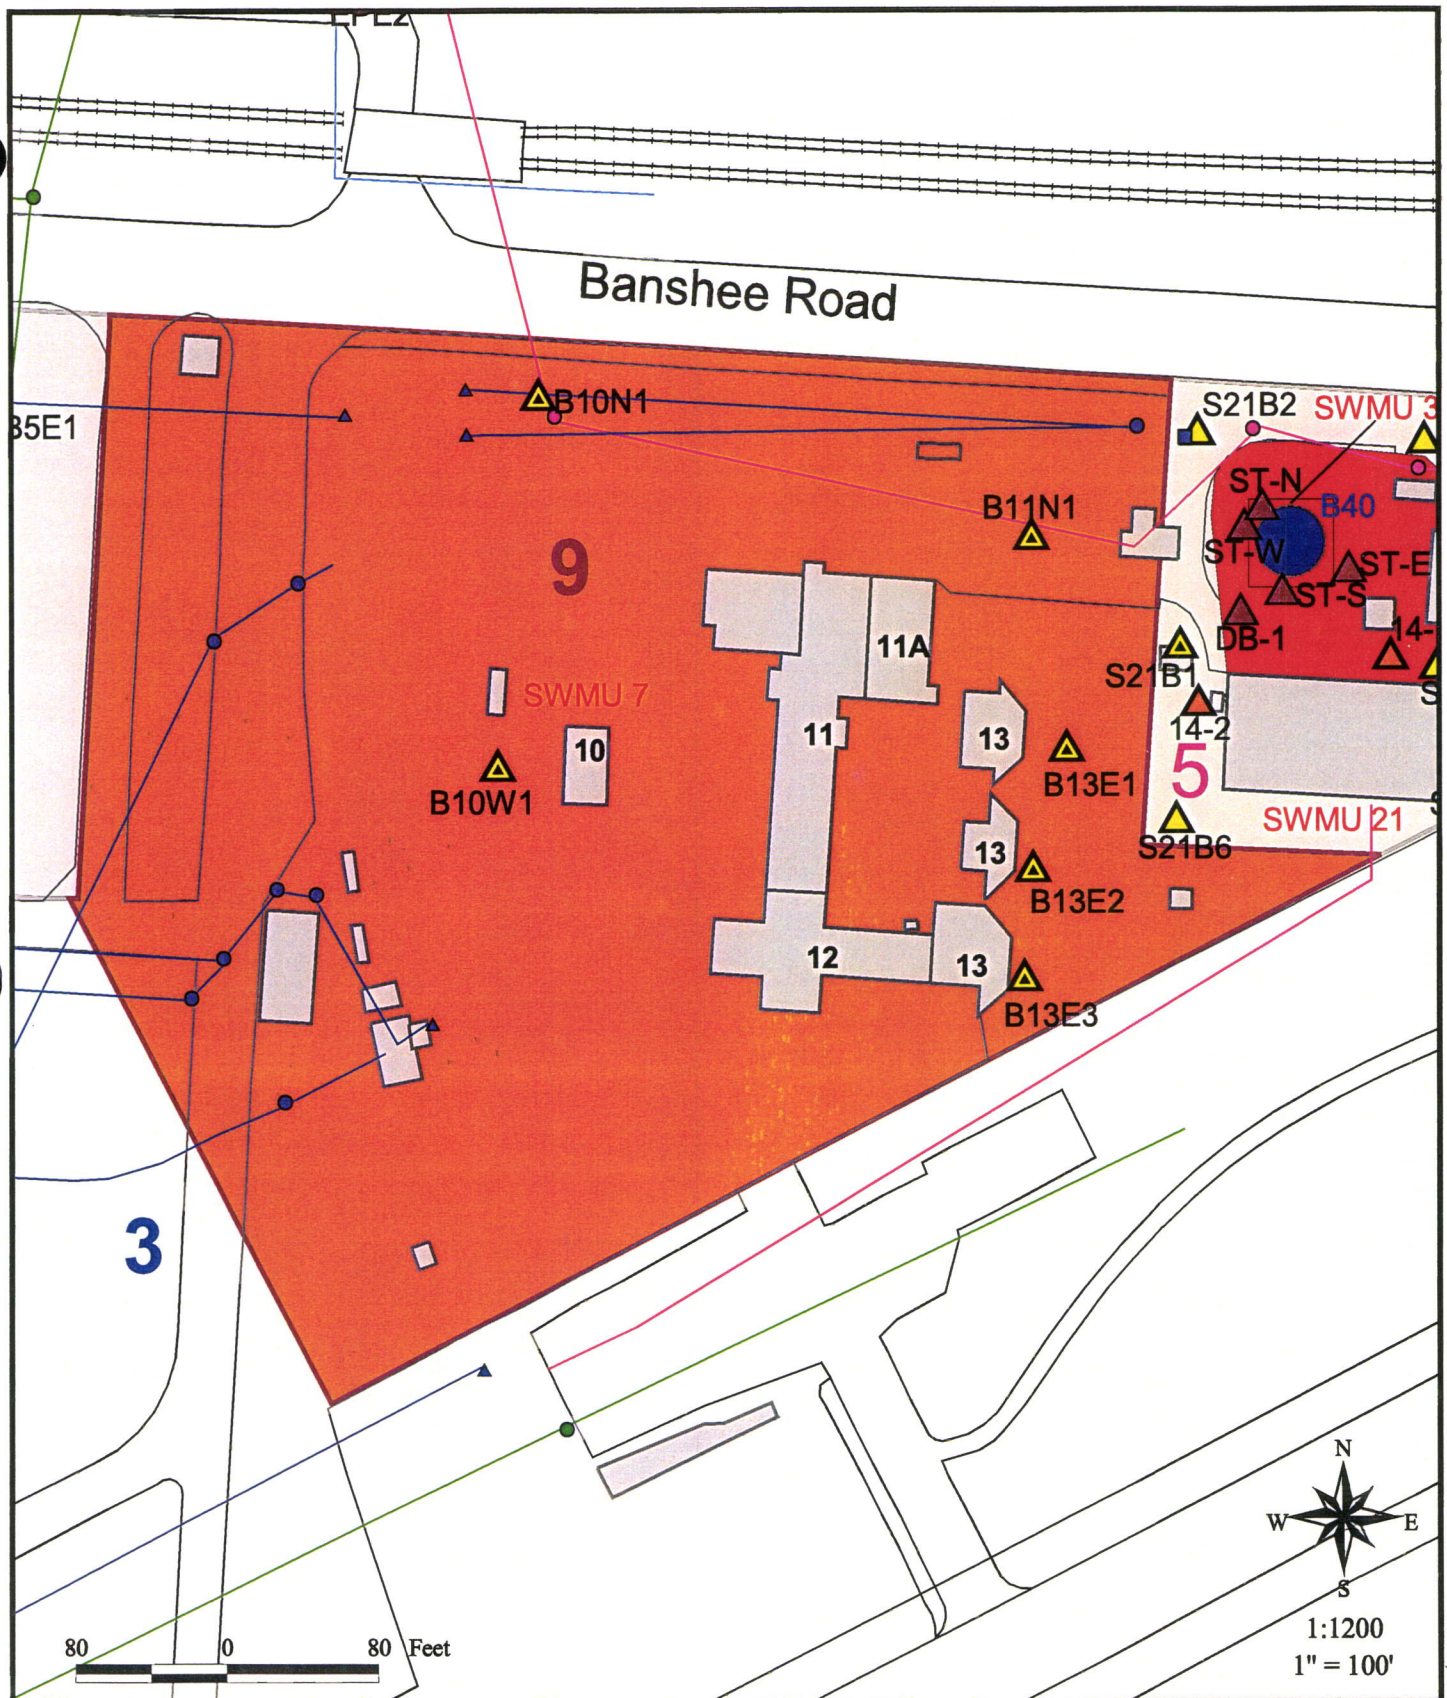 Banshee Road
B5E1
B10N1
S21B2
SWMU 3
ST-N
B40
B11N1
ST-W
ST-E
9
ST-S
DB-1
14-
11A
S21B1
SWMU 7
14-2
10
11
13
5
B13E1
B10W1
SWMU 21
S21B6
13
B13E2
12
13
B13E3
3
N
W
E
S
80
0
80
Feet
1:1200
1" = 100'